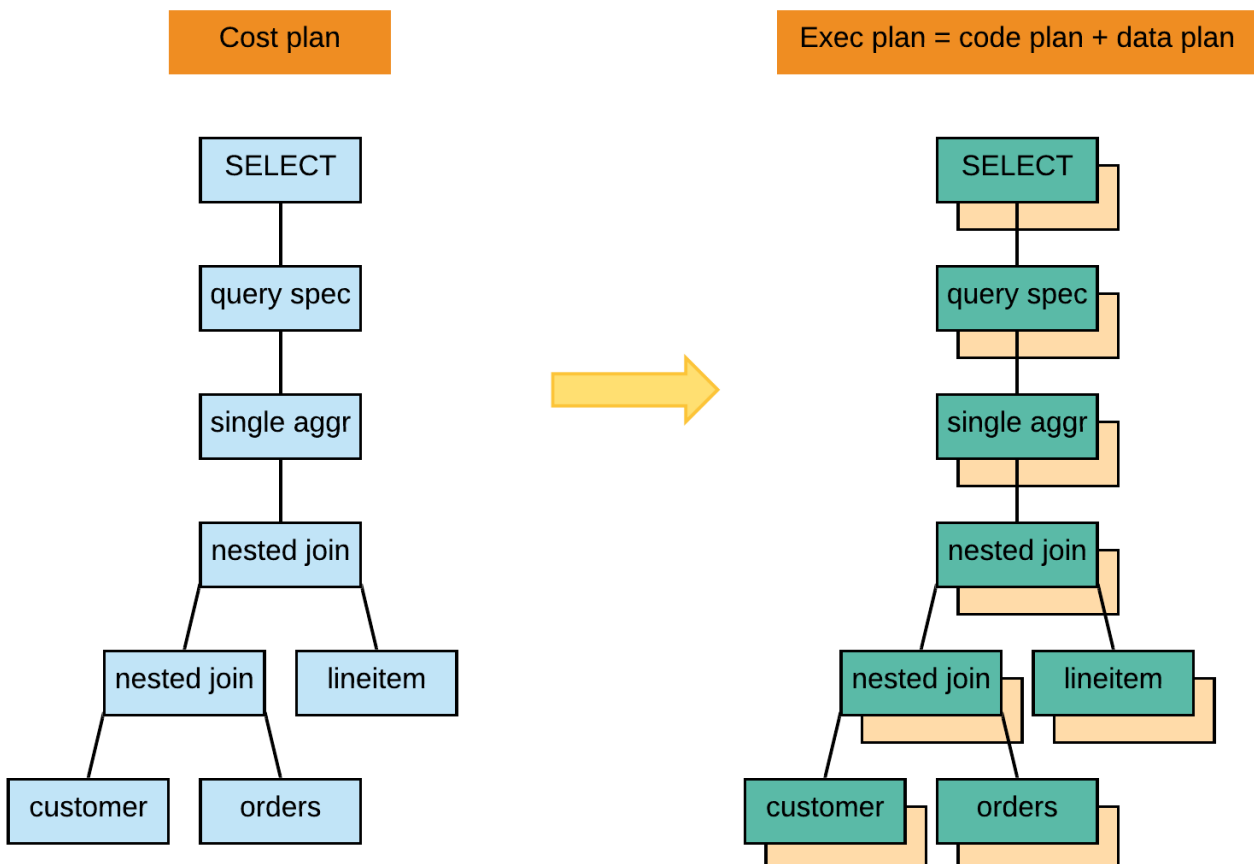 Cost plan
Exec plan = code plan + data plan
SELECT
SELECT
query spec
query spec
single aggr
single aggr
nested join
nested join
nested join
lineitem
nested join
lineitem
customer
orders
customer
orders